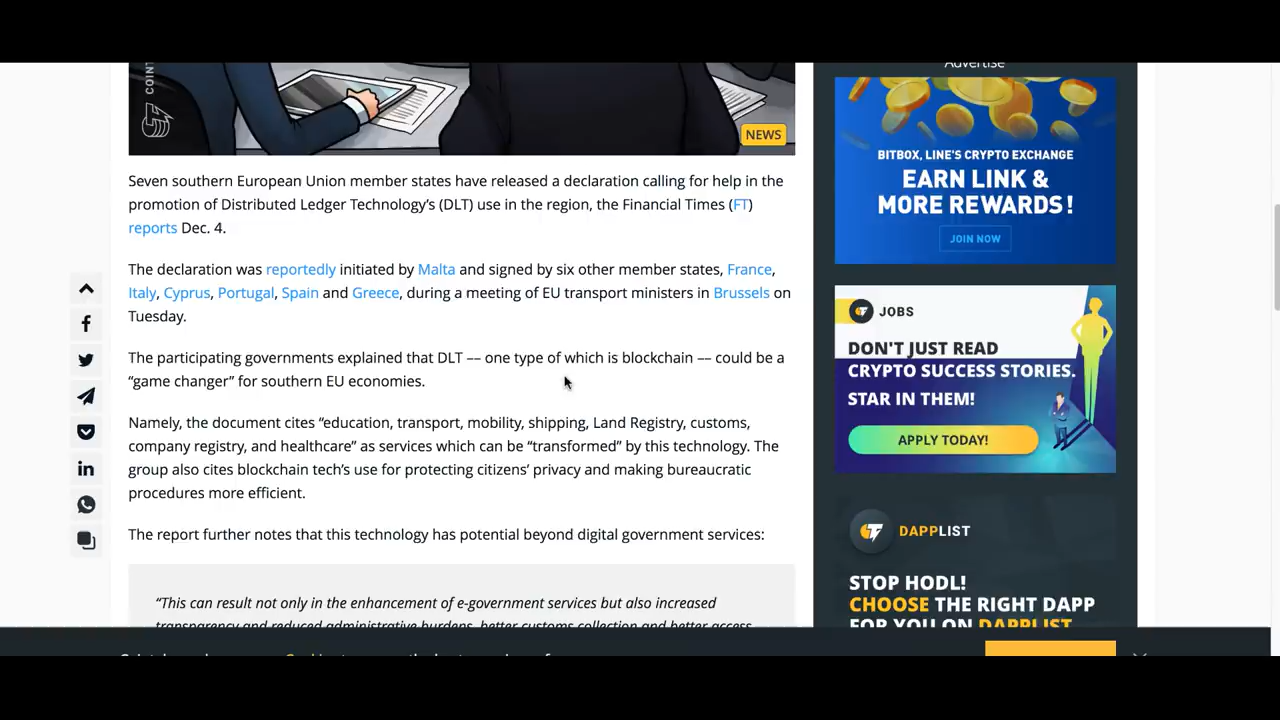 COINT
NEWS
Seven southern European Union member states have released a declaration calling for help in the
promotion of Distributed Ledger Technology's (DLT) use in the region, the Financial Times (FT)
reports Dec. 4.
The declaration was reportedly initiated by Malta and signed by six other member states, France,
Italy, Cyprus, Portugal, Spain and Greece, during a meeting of EU transport ministers in Brussels on
Tuesday.
The participating governments explained that DLT –– one type of which is blockchain –– could be a
“game changer” for southern EU economies.
Namely, the document cites “education, transport, mobility, shipping, Land Registry, customs,
company registry, and healthcare” as services which can be “transformed” by this technology. The
group also cites blockchain tech’s use for protecting citizens’ privacy and making bureaucratic
procedures more efficient.
The report further notes that this technology has potential beyond digital government services:
“This can result not only in the enhancement of e-government services but also increased
transparency and reduced administrative burdens, better customs collection and better access
Advertise
BITBOX, LINE'S CRYPTO EXCHANGE
EARN LINK &
MORE REWARDS!
JOIN NOW
JOBS
DON'T JUST READ
CRYPTO SUCCESS STORIES.
STAR IN THEM!
APPLY TODAY!
DAPPLIST
STOP HODL!
CHOOSE THE RIGHT DAPP
FOR YOU ON DAPPLIST